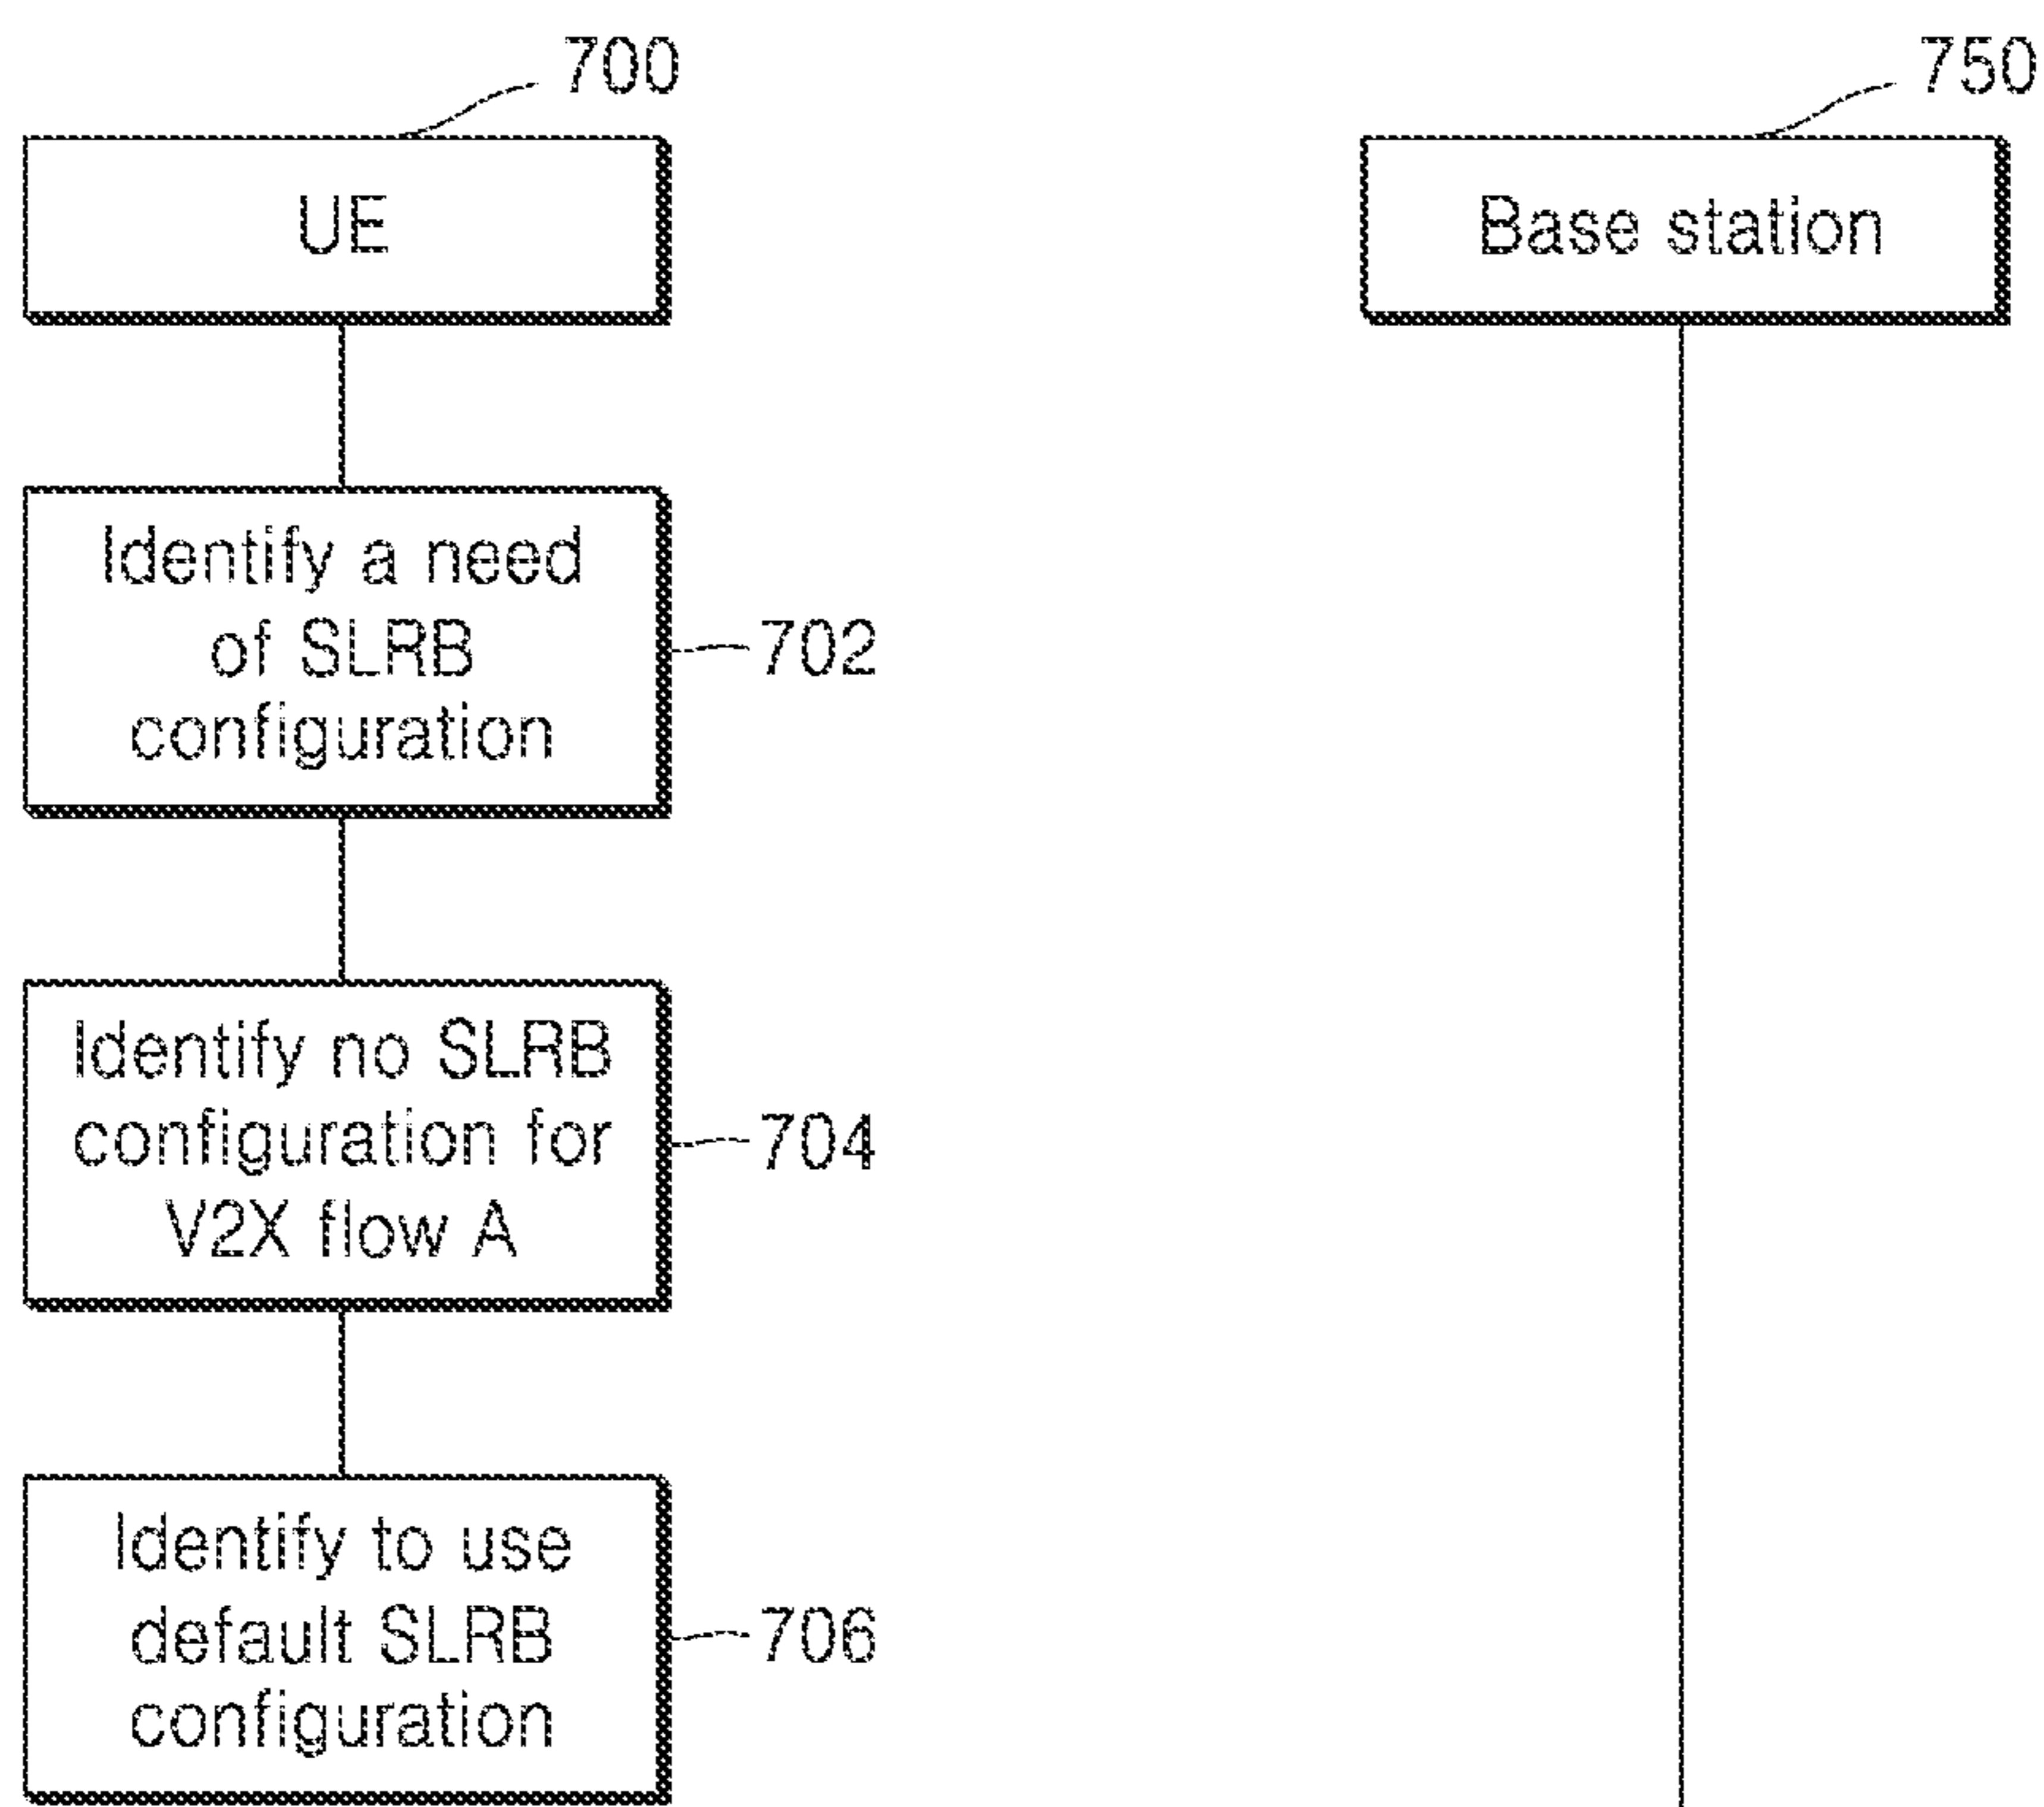 700
750
UE
Base station
Identify a need
of SLRB
configuration
702
Identify no SLRB
configuration for
V2X flow A
704
Identify to use
default SLRB
configuration
706